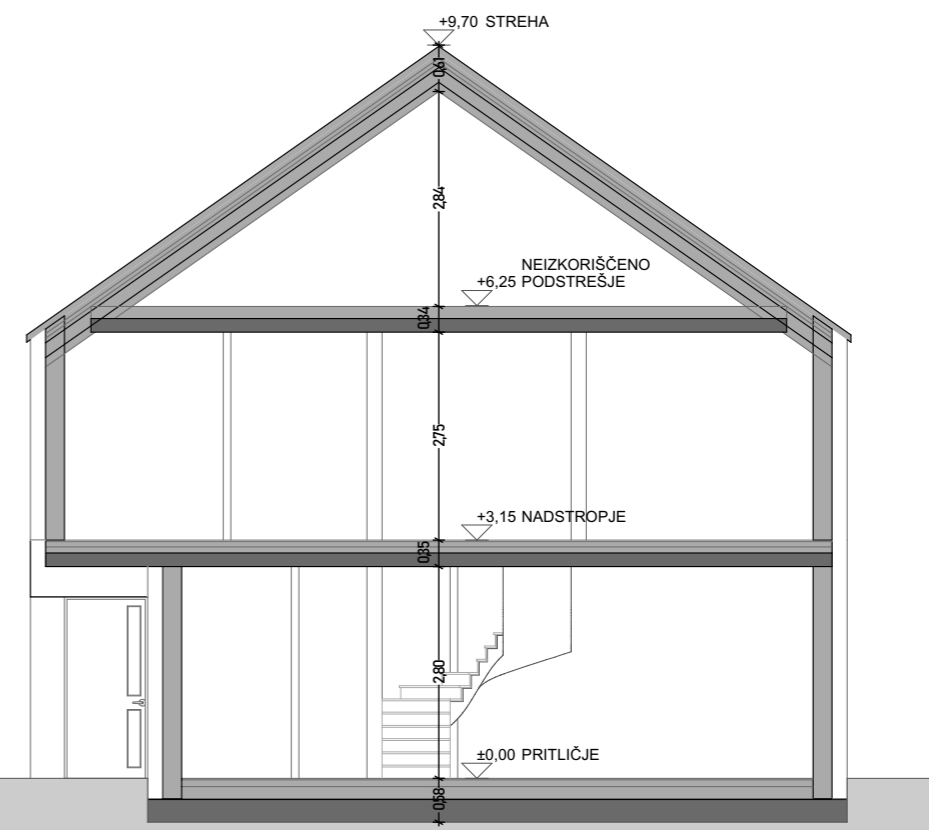 +9,70 STREHA
0,61
2,84
NEIZKORIŠČENO
+6,25 PODSTREŠJE
0,34
2,75
+3,15 NADSTROPJE
0,35
2,80
±0,00 PRITLIČJE
0,58